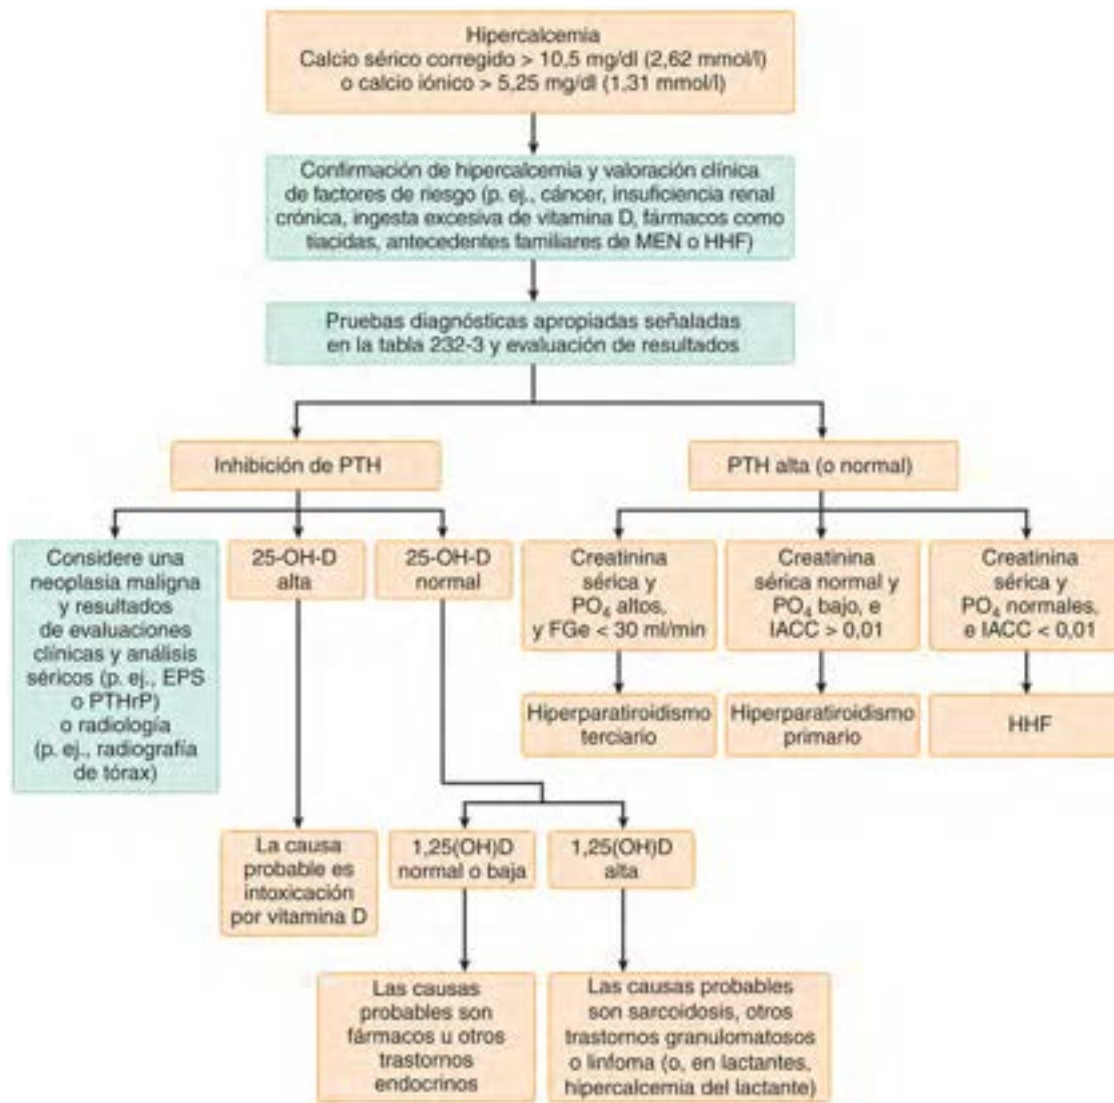 Hipercalcemia
Calcio sérico corregido > 10,5 mg/dl (2,62 mmol/l)
o calcio iónico > 5,25 mg/dl (1,31 mmol/l)
Confirmación de hipercalcemia y valoración clínica
de factores de riesgo (p. ej., cáncer, insuficiencia renal
crónica, ingesta excesiva de vitamina D, fármacos como
tiacidas, antecedentes familiares de MEN o HHF)
Pruebas diagnósticas apropiadas señaladas
en la tabla 232-3 y evaluación de resultados
Inhibición de PTH
PTH alta (o normal)
Considere una
neoplasia maligna
y resultados
de evaluaciones
clínicas y análisis
séricos (p. ej., EPS
o PTHrP)
o radiología
(p. ej., radiografía
de tórax)
25-OH-D
alta
25-OH-D
normal
Creatinina
sérica y
PO₄ altos,
y FGe < 30 ml/min
Creatinina
sérica normal y
PO₄ bajo, e
IACC > 0,01
Creatinina
sérica y
PO₄ normales,
e IACC < 0,01
Hiperparatiroidismo
terciario
Hiperparatiroidismo
primario
HHF
La causa
probable es
intoxicación
por vitamina D
1,25(OH)D
normal o baja
1,25(OH)D
alta
Las causas
probables son
fármacos u otros
trastornos
endocrinos
Las causas probables
son sarcoidosis, otros
trastornos granulomatosos
o linfoma (o, en lactantes,
hipercalcemia del lactante)